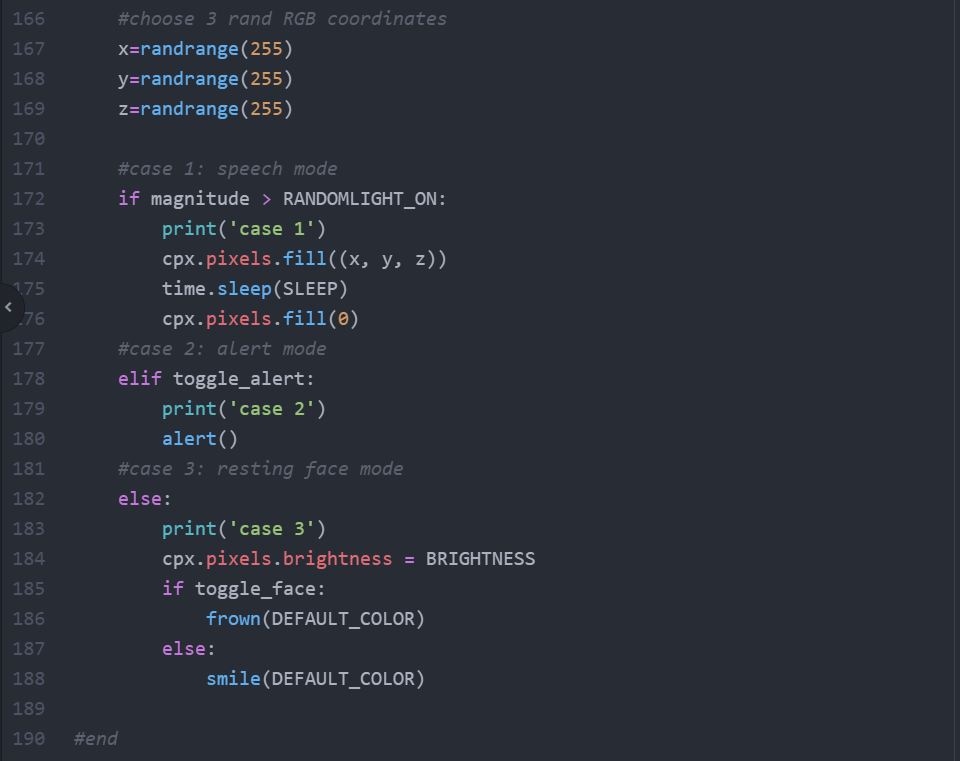 166 #choose 3 rand RGB coordinates
167 x=randrange(255)
168 y=randrange(255)
169 z=randrange(255)
170
171 #case 1: speech mode
172 if magnitude > RANDOMLIGHT_ON:
173 print('case 1')
174 cpx.pixels.fill((x, y, z))
175 time.sleep(SLEEP)
176 cpx.pixels.fill(0)
177 #case 2: alert mode
178 elif toggle_alert:
179 print('case 2')
180 alert()
181 #case 3: resting face mode
182 else:
183 print('case 3')
184 cpx.pixels.brightness = BRIGHTNESS
185 if toggle_face:
186 frown(DEFAULT_COLOR)
187 else:
188 smile(DEFAULT_COLOR)
189
190 #end